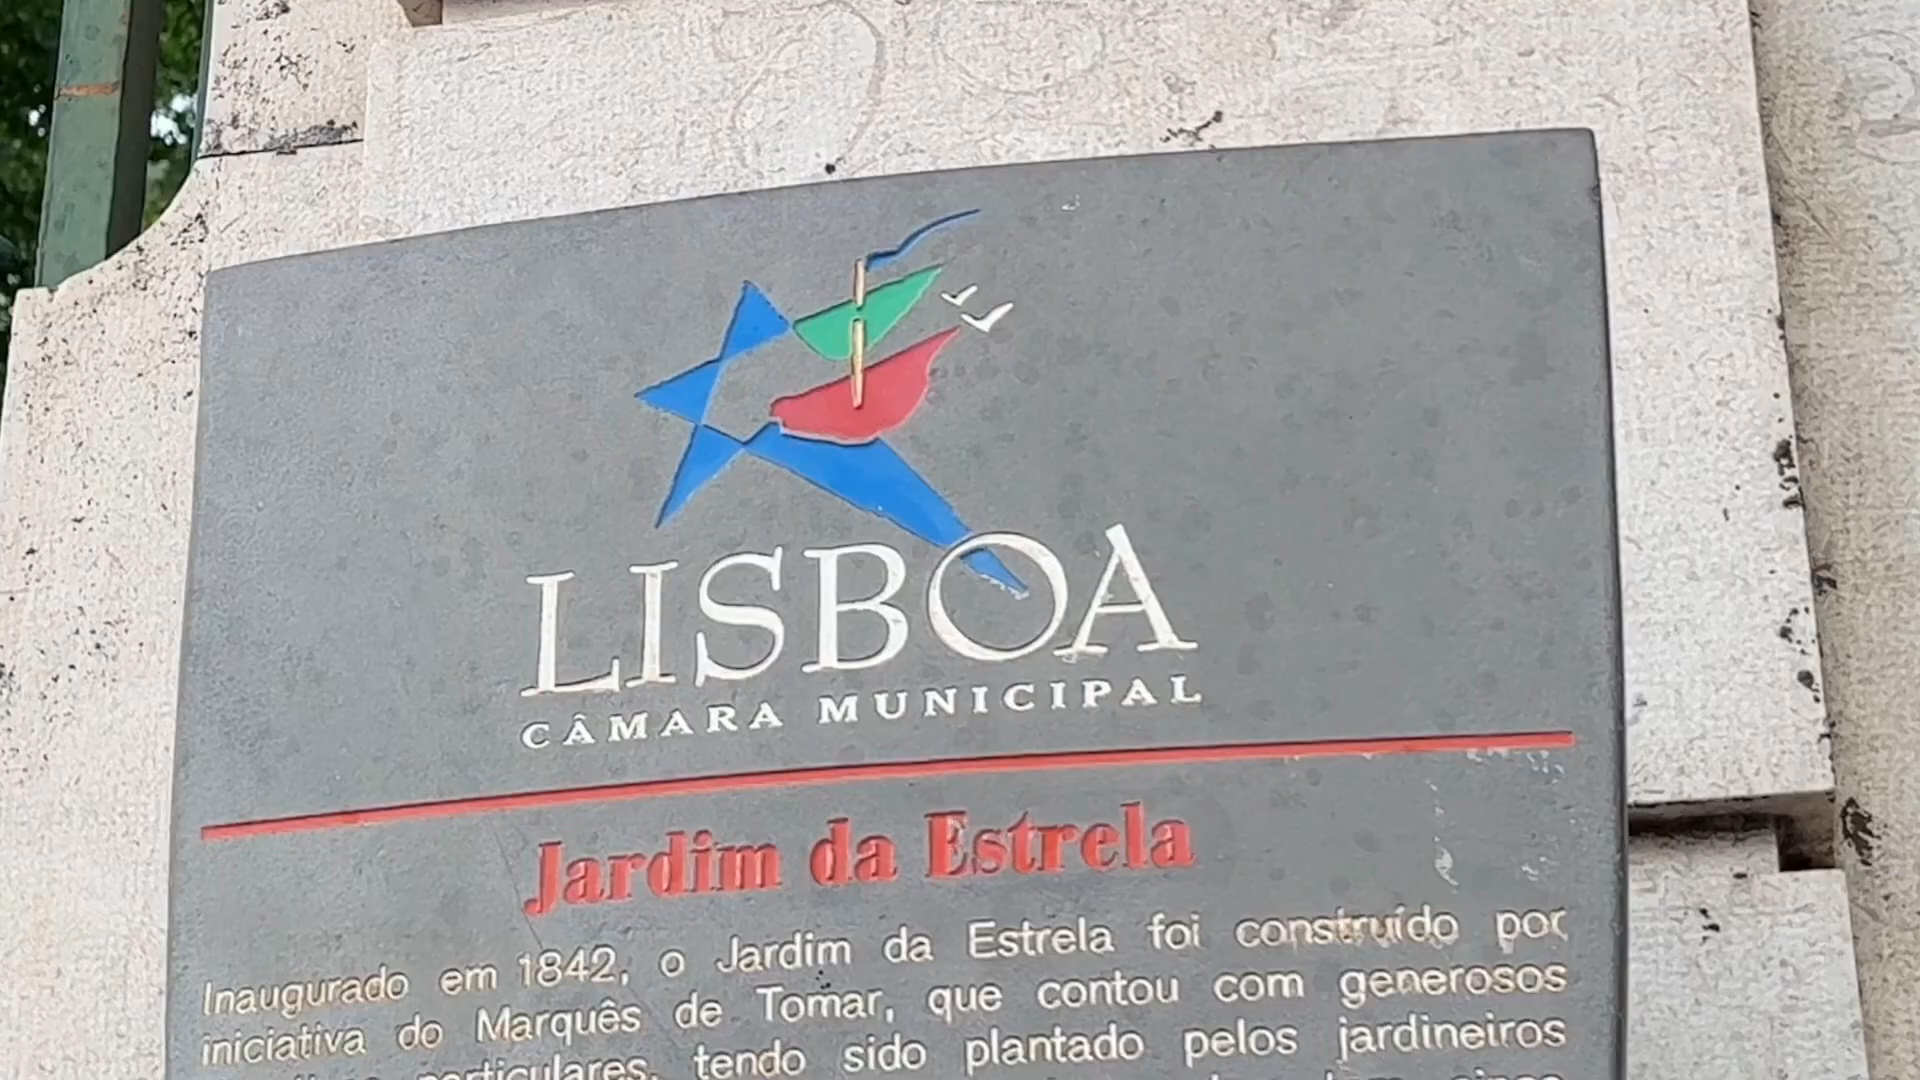 LISBOA
CÂMARA MUNICIPAL
Jardim da Estrela
Inaugurado em 1842, o Jardim da Estrela foi construído por
iniciativa do Marquês de Tomar, que contou com generosos
particulares, tendo sido plantado pelos jardineiros